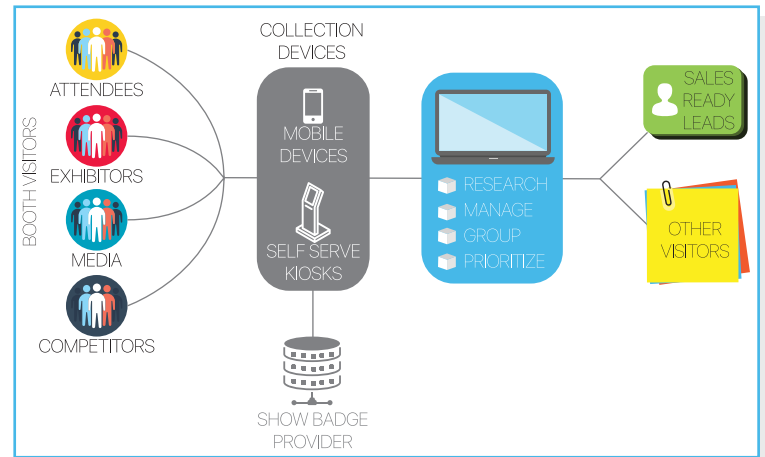 BOOTH VISITORS
ATTENDEES
EXHIBITORS
MEDIA
COMPETITORS
COLLECTION
DEVICES
MOBILE
DEVICES
SELF SERVE
KIOSKS
SHOW BADGE
PROVIDER
RESEARCH
MANAGE
GROUP
PRIORITIZE
SALES
READY
LEADS
OTHER
VISITORS